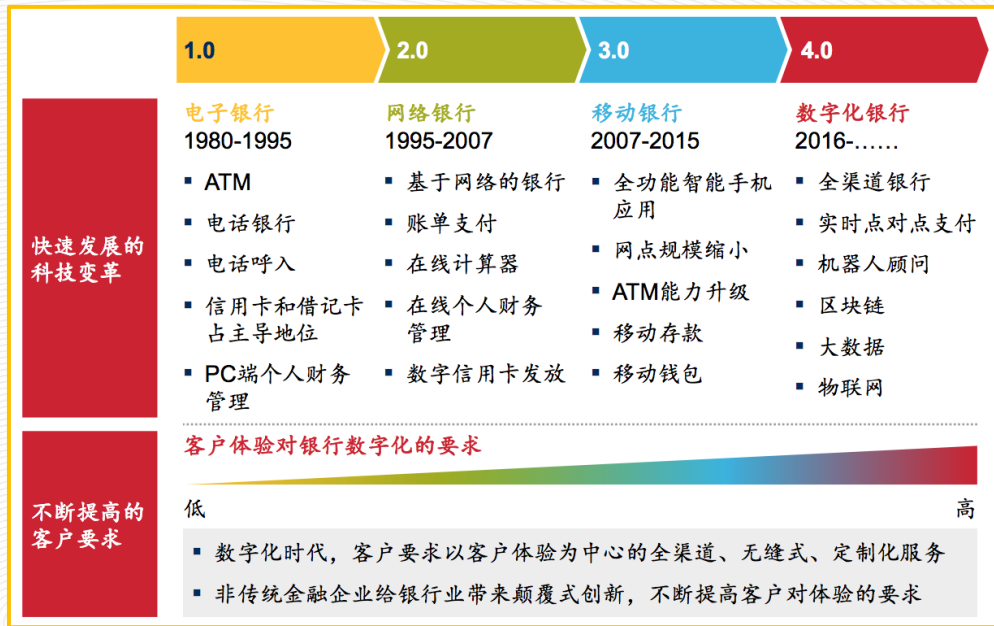 1.0
2.0
3.0
4.0
快速发展的
科技变革
电子银行
1980-1995
▪ ATM
▪ 电话银行
▪ 电话呼入
▪ 信用卡和借记卡
占主导地位
▪ PC端个人财务
管理
网络银行
1995-2007
▪ 基于网络的银行
▪ 账单支付
▪ 在线计算器
▪ 在线个人财务
管理
▪ 数字信用卡发放
移动银行
2007-2015
▪ 全功能智能手机
应用
▪ 网点规模缩小
▪ ATM能力升级
▪ 移动存款
▪ 移动钱包
数字化银行
2016-……
▪ 全渠道银行
▪ 实时点对点支付
▪ 机器人顾问
▪ 区块链
▪ 大数据
▪ 物联网
不断提高的
客户要求
客户体验对银行数字化的要求
低
高
▪ 数字化时代，客户要求以客户体验为中心的全渠道、无缝式、定制化服务
▪ 非传统金融企业给银行业带来颠覆式创新，不断提高客户对体验的要求